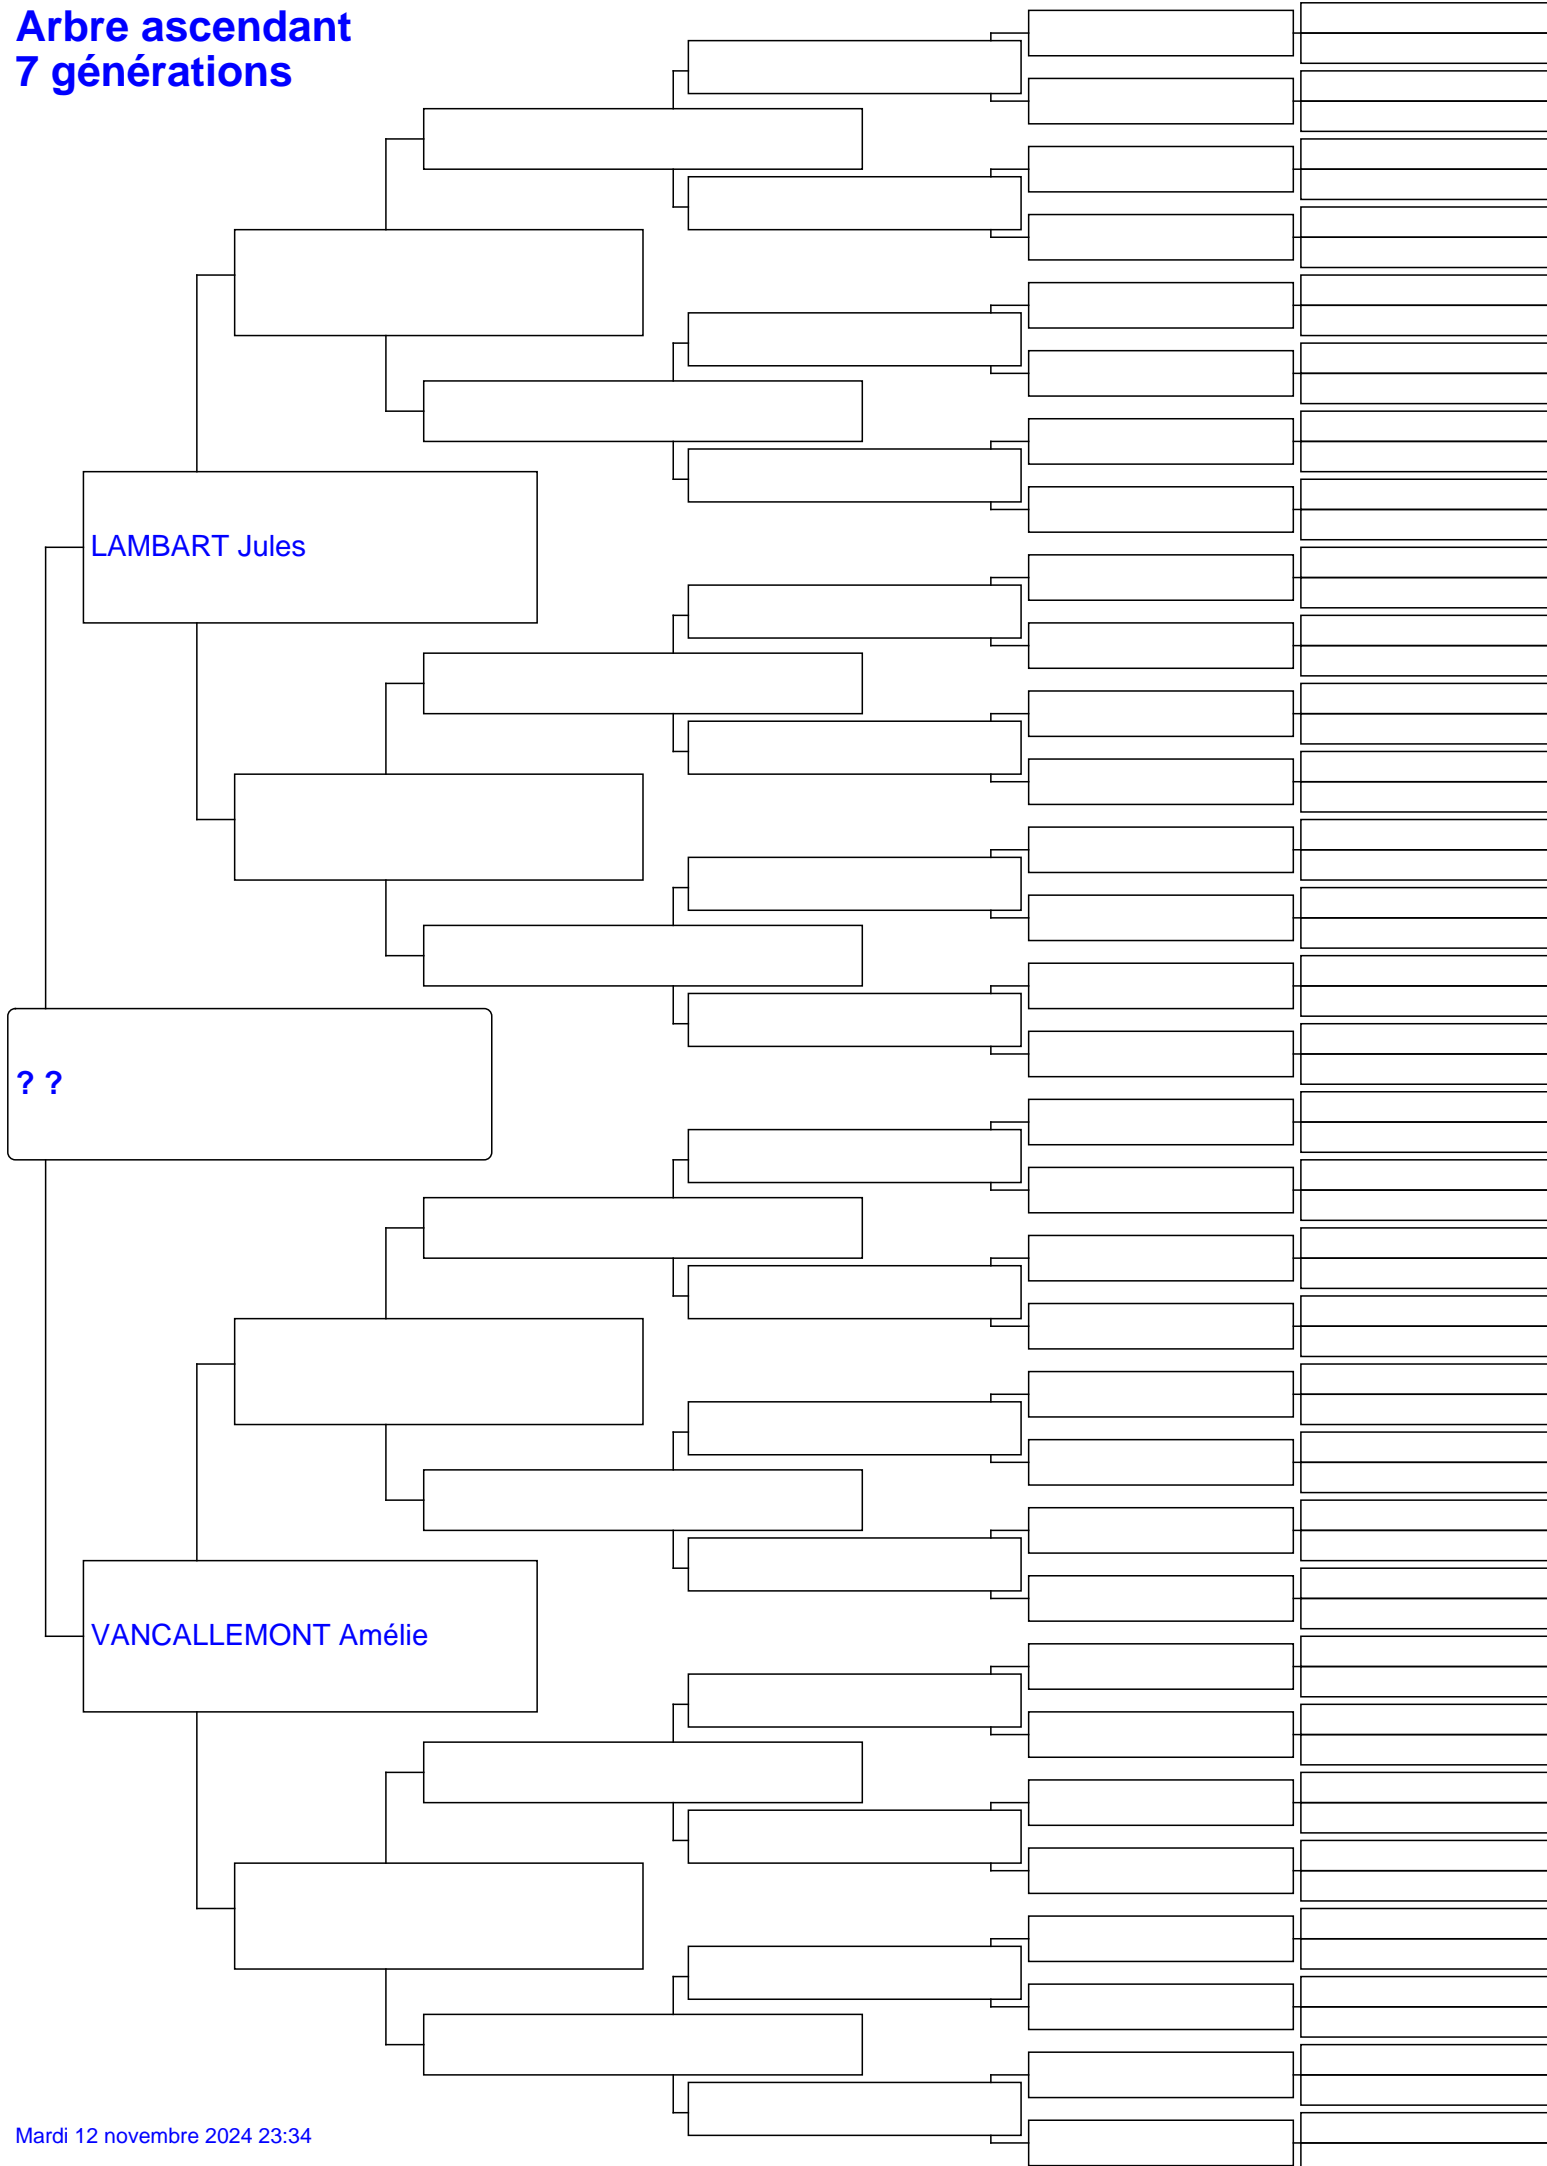 Arbre ascendant
7 générations
LAMBART Jules
? ?
VANCALLEMONT Amélie
Mardi 12 novembre 2024 23:34